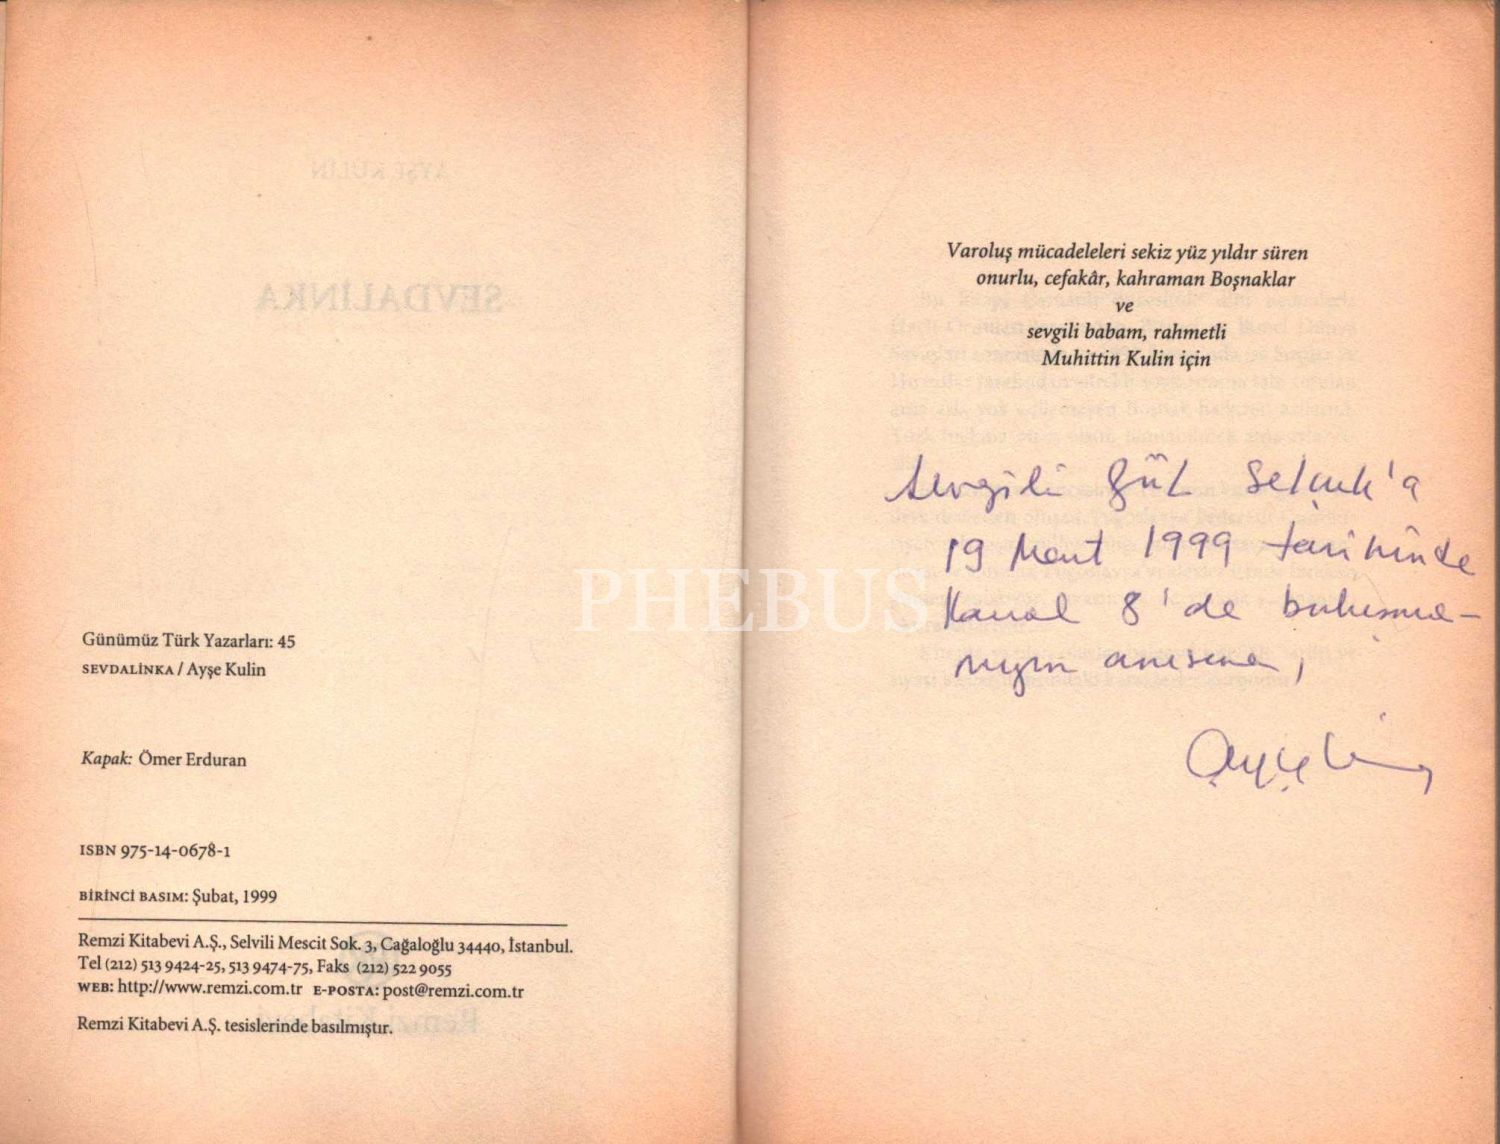 AYŞE KULİN
SEVDALİNKA
Günümüz Türk Yazarları: 45
SEVDALİNKA / Ayşe Kulin
Kapak: Ömer Erduran
ISBN 975-14-0678-1
BİRİNCİ BASIM: Şubat, 1999
Remzi Kitabevi A.Ş., Selvili Mescit Sok. 3, Cağaloğlu 34440, İstanbul.
Tel (212) 513 9424-25, 513 9474-75, Faks (212) 522 9055
WEB: http://www.remzi.com.tr E-POSTA: post@remzi.com.tr
Remzi Kitabevi A.Ş. tesislerinde basılmıştır.
PHEBUS
Varoluş mücadeleleri sekiz yüz yıldır süren
onurlu, cefakâr, kahraman Boşnaklar
ve
sevgili babam, rahmetli
Muhittin Kulin için
Sevgili Gül Selçuk'a
19 Mart 1999 tarihinde
Kanal 8'de buluşma-
mızın anısına,